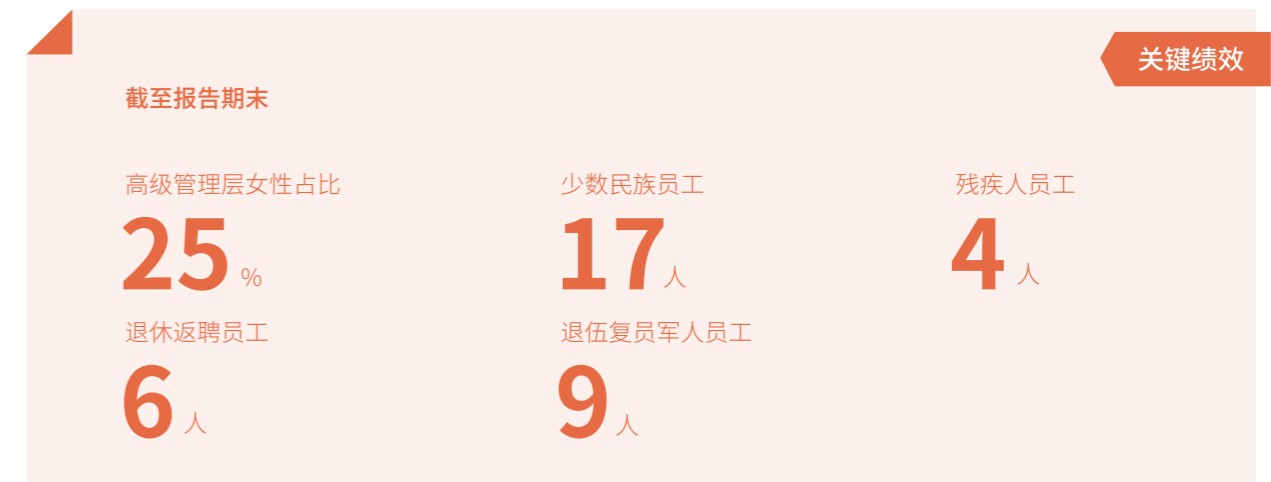 关键绩效
截至报告期末
高级管理层女性占比
25 %
少数民族员工
17 人
残疾人员工
4 人
退休返聘员工
6 人
退伍复员军人员工
9 人